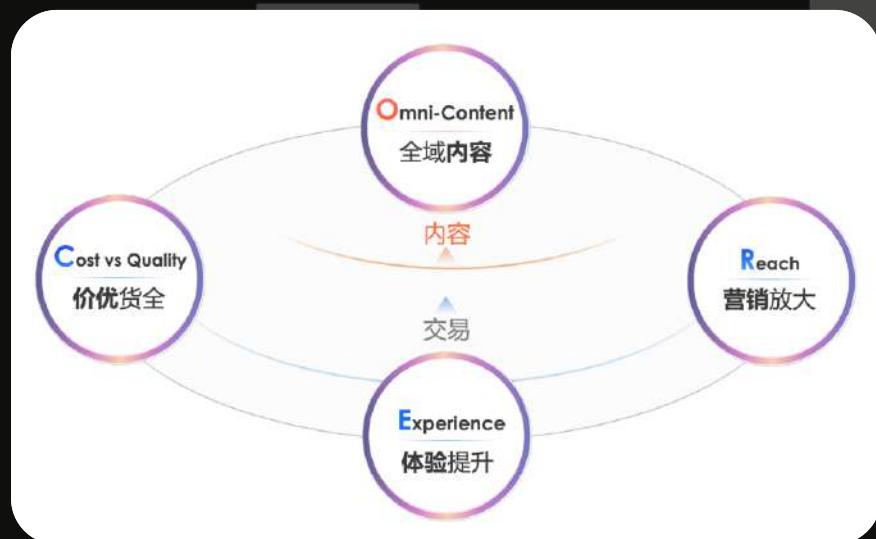 Omni-Content
全域内容
内容
Cost vs Quality
价优货全
Reach
营销放大
交易
Experience
体验提升